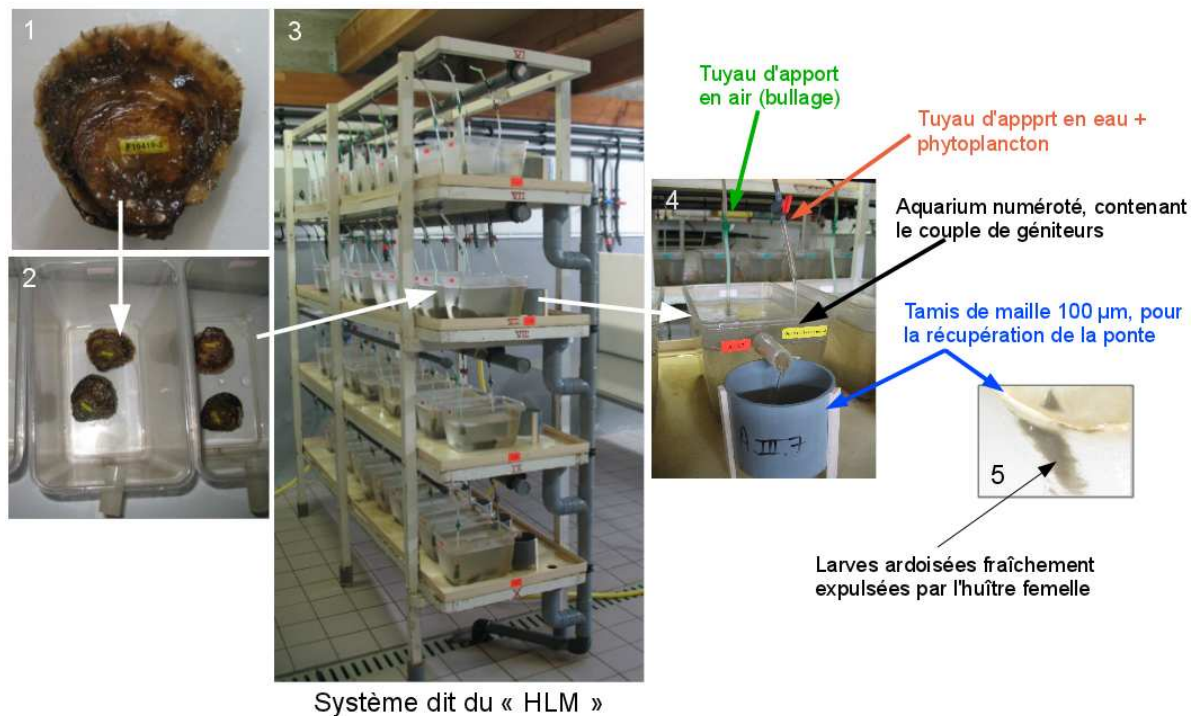 1
3
Tuyau d'apport
en air (bullage)
Tuyau d'appprt en eau +
phytoplancton
4
Aquarium numéroté, contenant
le couple de géniteurs
2
Tamis de maille 100 µm, pour
la récupération de la ponte
A III 7
5
Larves ardoisées fraîchement
expulsées par l'huître femelle
Système dit du « HLM »